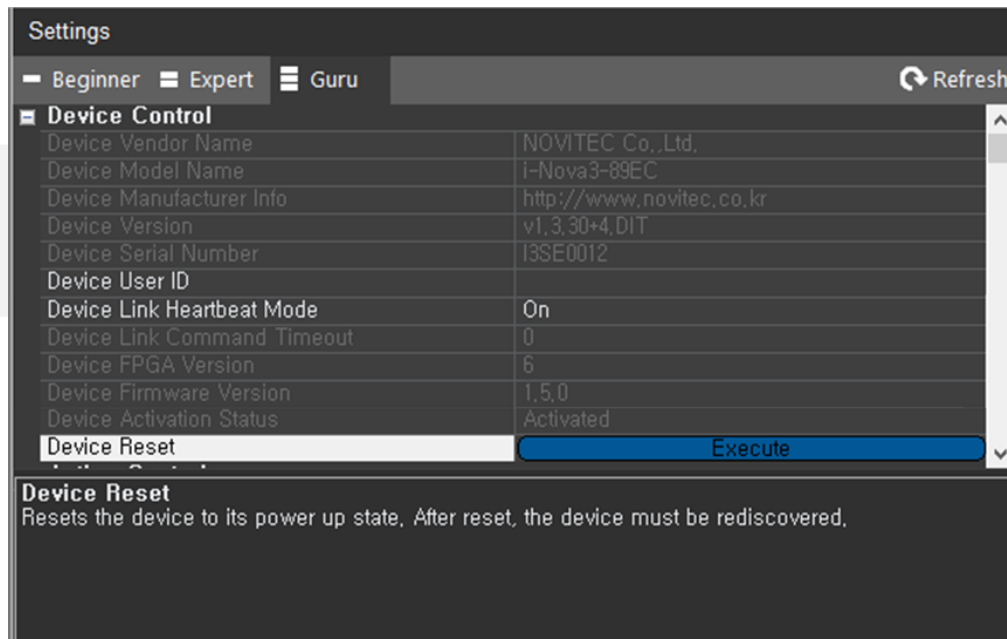 Settings
Beginner Expert Guru Refresh
Device Control
Device Vendor Name NOVITEC Co.,Ltd.
Device Model Name i-Nova3-89EC
Device Manufacturer Info http://www.novitec.co.kr
Device Version v1.3.30+4.DIT
Device Serial Number I3SE0012
Device User ID
Device Link Heartbeat Mode On
Device Link Command Timeout 0
Device FPGA Version 6
Device Firmware Version 1.5.0
Device Activation Status Activated
Device Reset Execute
Device Reset
Resets the device to its power up state. After reset, the device must be rediscovered.